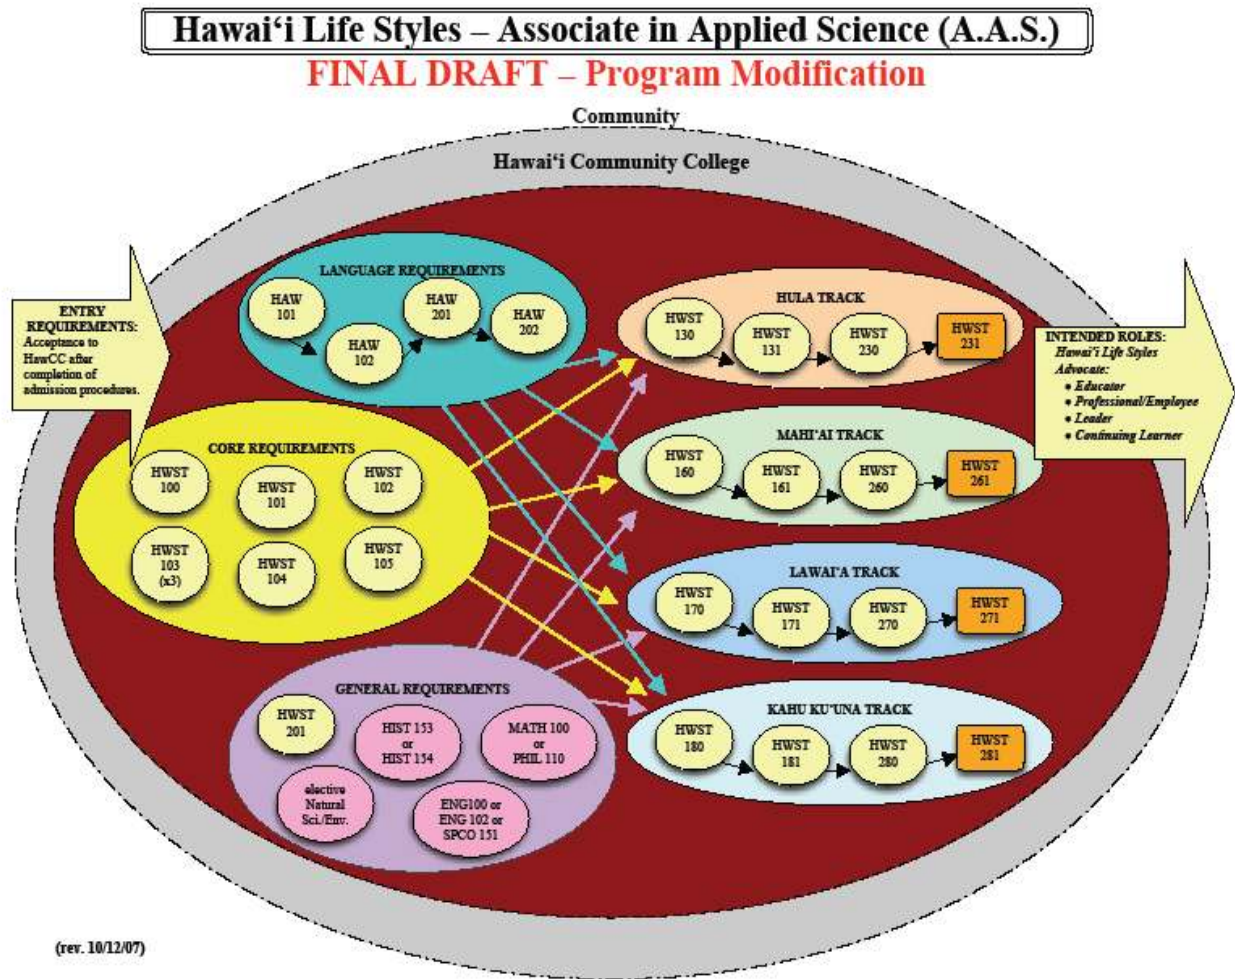 Hawai‘i Life Styles – Associate in Applied Science (A.A.S.)
FINAL DRAFT – Program Modification
Community
Hawai‘i Community College
ENTRY
REQUIREMENTS:
Acceptance to
HawCC after
completion of
admission procedures.
LANGUAGE REQUIREMENTS
HAW
101
HAW
102
HAW
201
HAW
202
CORE REQUIREMENTS
HWST
100
HWST
101
HWST
102
HWST
103
(x3)
HWST
104
HWST
105
GENERAL REQUIREMENTS
HWST
201
HIST 153
or
HIST 154
MATH 100
or
PHIL 110
elective
Natural
Sci./Env.
ENG100 or
ENG 102 or
SPCO 151
HULA TRACK
HWST
130
HWST
131
HWST
230
HWST
231
MAHI‘AI TRACK
HWST
160
HWST
161
HWST
260
HWST
261
LAWAI‘A TRACK
HWST
170
HWST
171
HWST
270
HWST
271
KAHU KU‘UNA TRACK
HWST
180
HWST
181
HWST
280
HWST
281
INTENDED ROLES:
Hawai‘i Life Styles
Advocate:
• Educator
• Professional/Employee
• Leader
• Continuing Learner
(rev. 10/12/07)